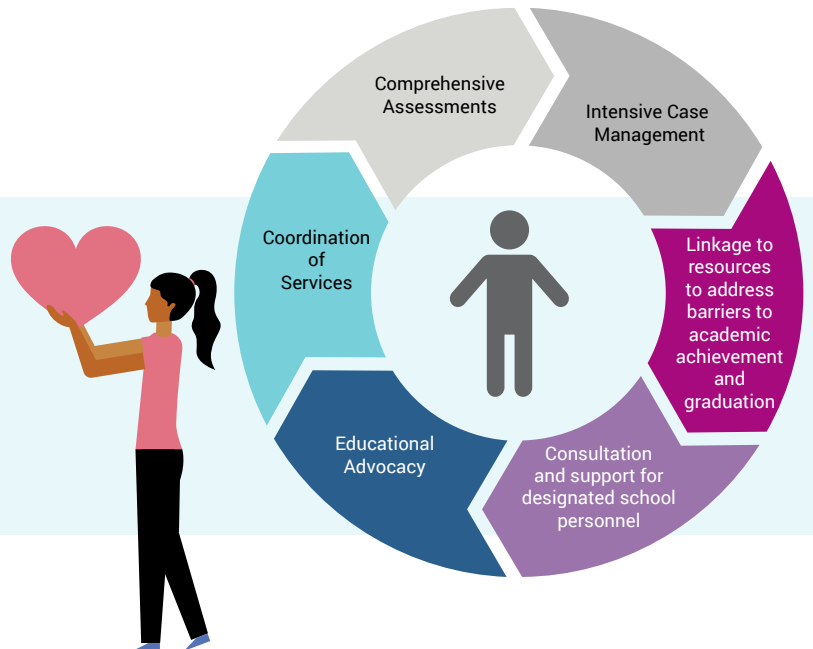 Comprehensive
Assessments
Intensive Case
Management
Linkage to
resources
to address
barriers to
academic
achievement
and
graduation
Consultation
and support for
designated school
personnel
Educational
Advocacy
Coordination
of
Services